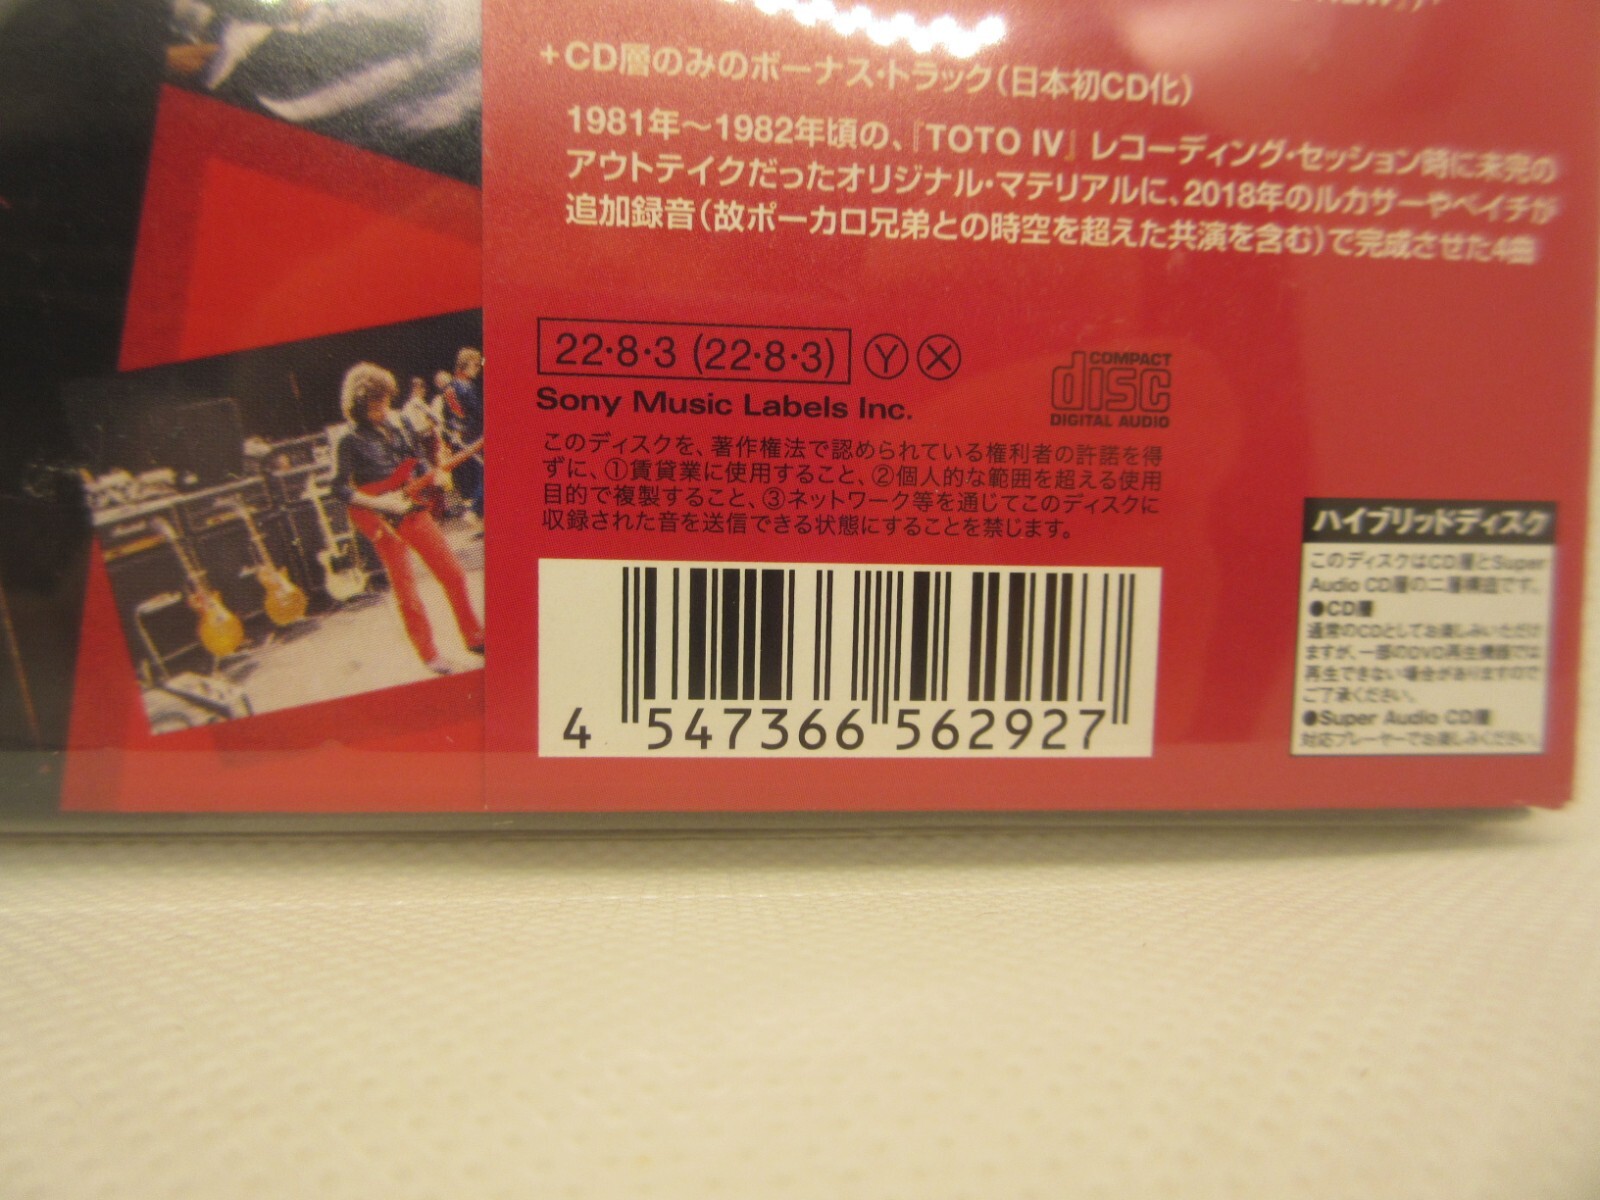 +CD層のみのボーナス・トラック(日本初CD化)
1981年～1982年頃の、『TOTO IV』レコーディング・セッション時に未完の
アウトテイクだったオリジナル・マテリアルに、2018年のルカサーやペイチが
追加録音(故ポーカロ兄弟との時空を超えた共演を含む)で完成させた4曲
22・8・3 (22・8・3) Ⓨ Ⓧ
Sony Music Labels Inc.
COMPACT
disc
DIGITAL AUDIO
このディスクを、著作権法で認められている権利者の許諾を得
ずに、①賃貸業に使用すること、②個人的な範囲を超える使用
目的で複製すること、③ネットワーク等を通じてこのディスクに
収録された音を送信できる状態にすることを禁じます。
4 547366 562927
ハイブリッドディスク
このディスクはCD層とSuper
Audio CD層の二層構造です。
●CD層
通常のCDとしてお楽しみいただけ
ますが、一部のDVD再生機器では
再生できない場合がありますので
ご了承ください。
●Super Audio CD層
対応プレーヤーでお楽しみください。